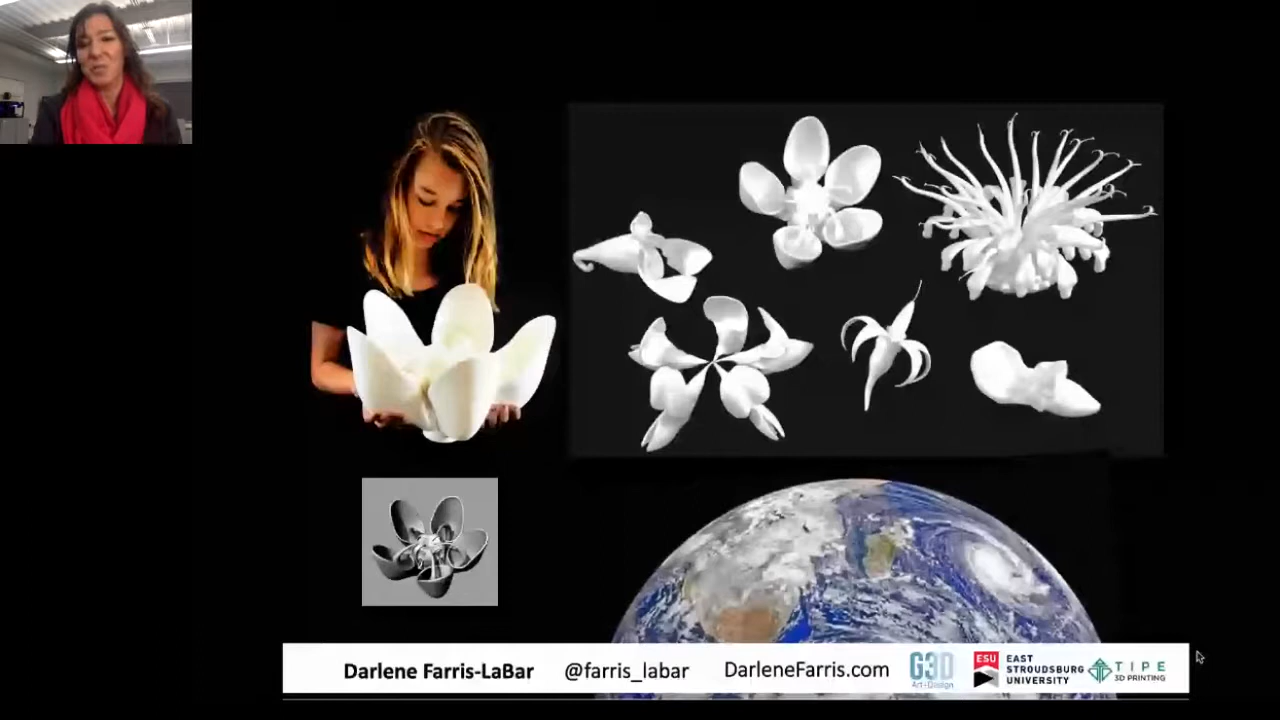 Darlene Farris-LaBar @farris_labar DarleneFarris.com
G3D
Art+Design
ESU
EAST
STROUDSBURG
UNIVERSITY
TIPE
3D PRINTING